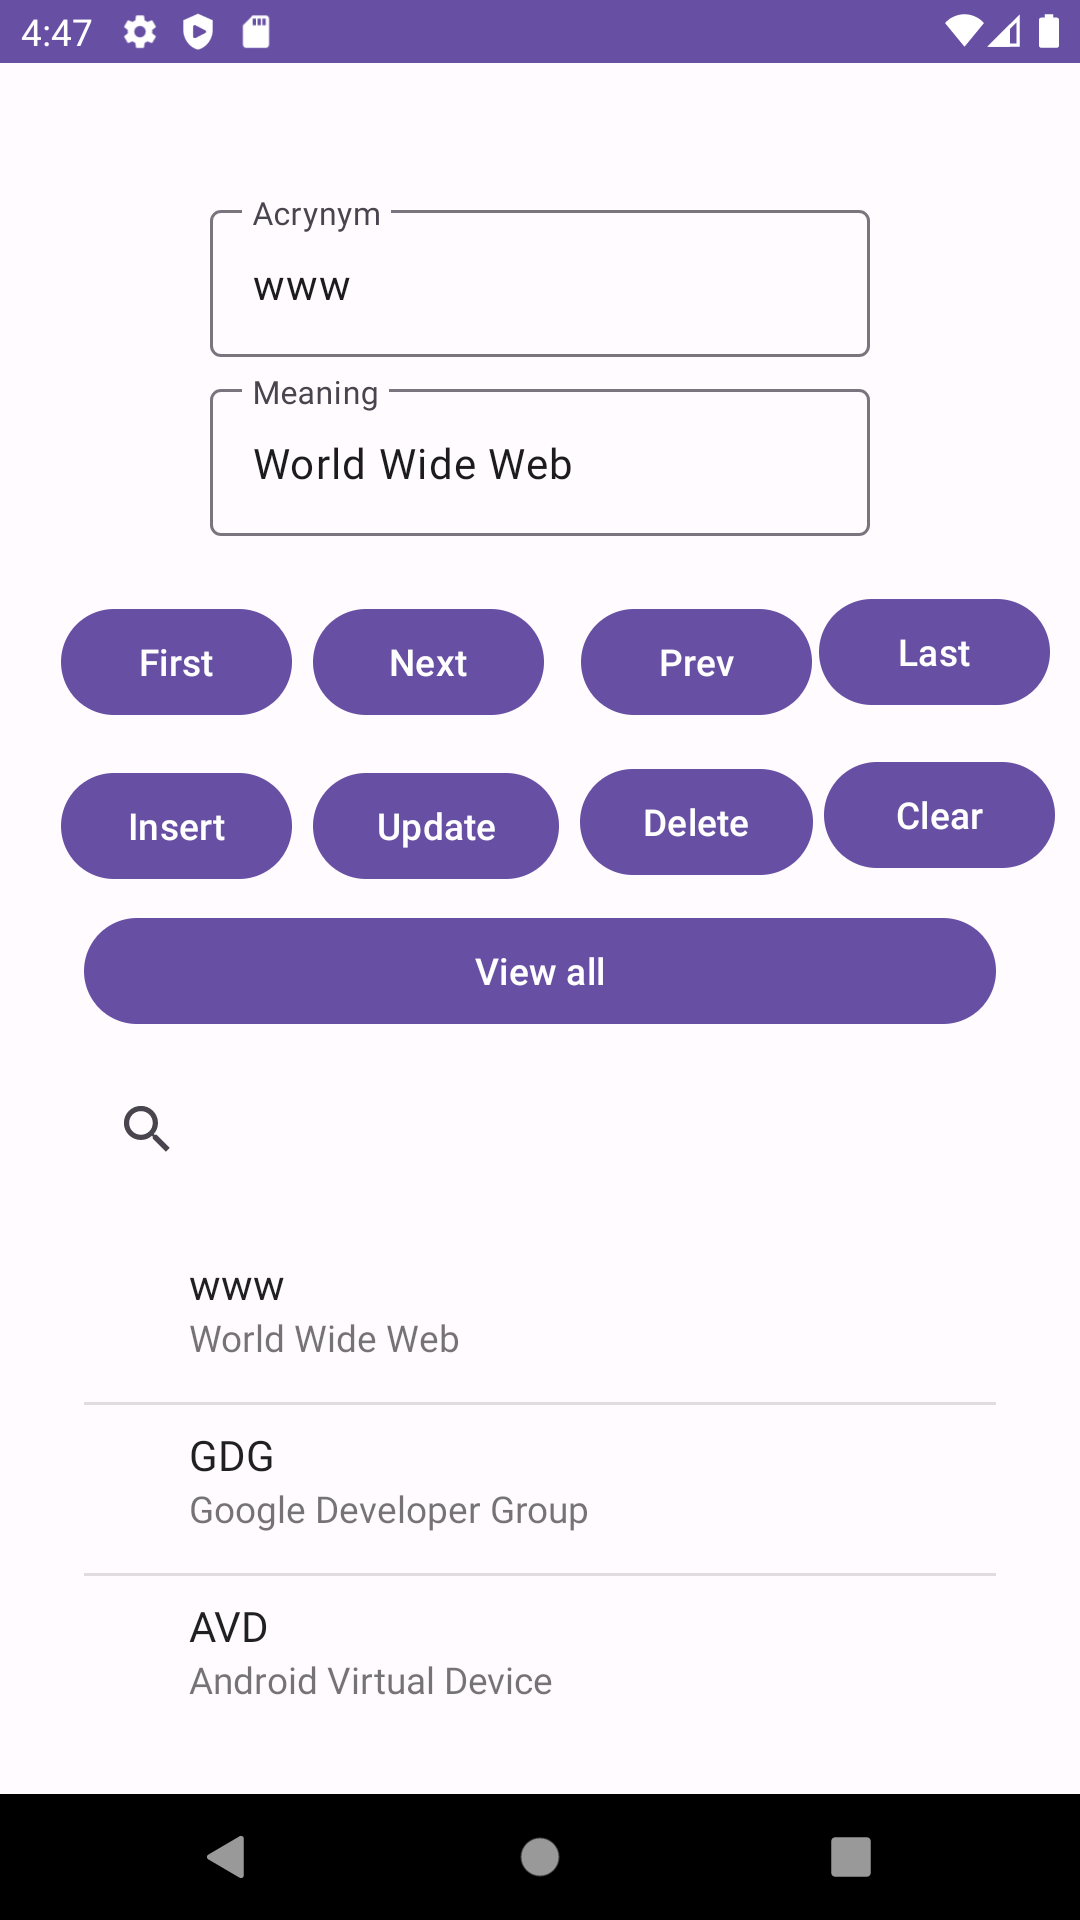 4:47
Acrynym
www
Meaning
World Wide Web
First Next Prev Last
Insert Update Delete Clear
View all
www
World Wide Web
GDG
Google Developer Group
AVD
Android Virtual Device